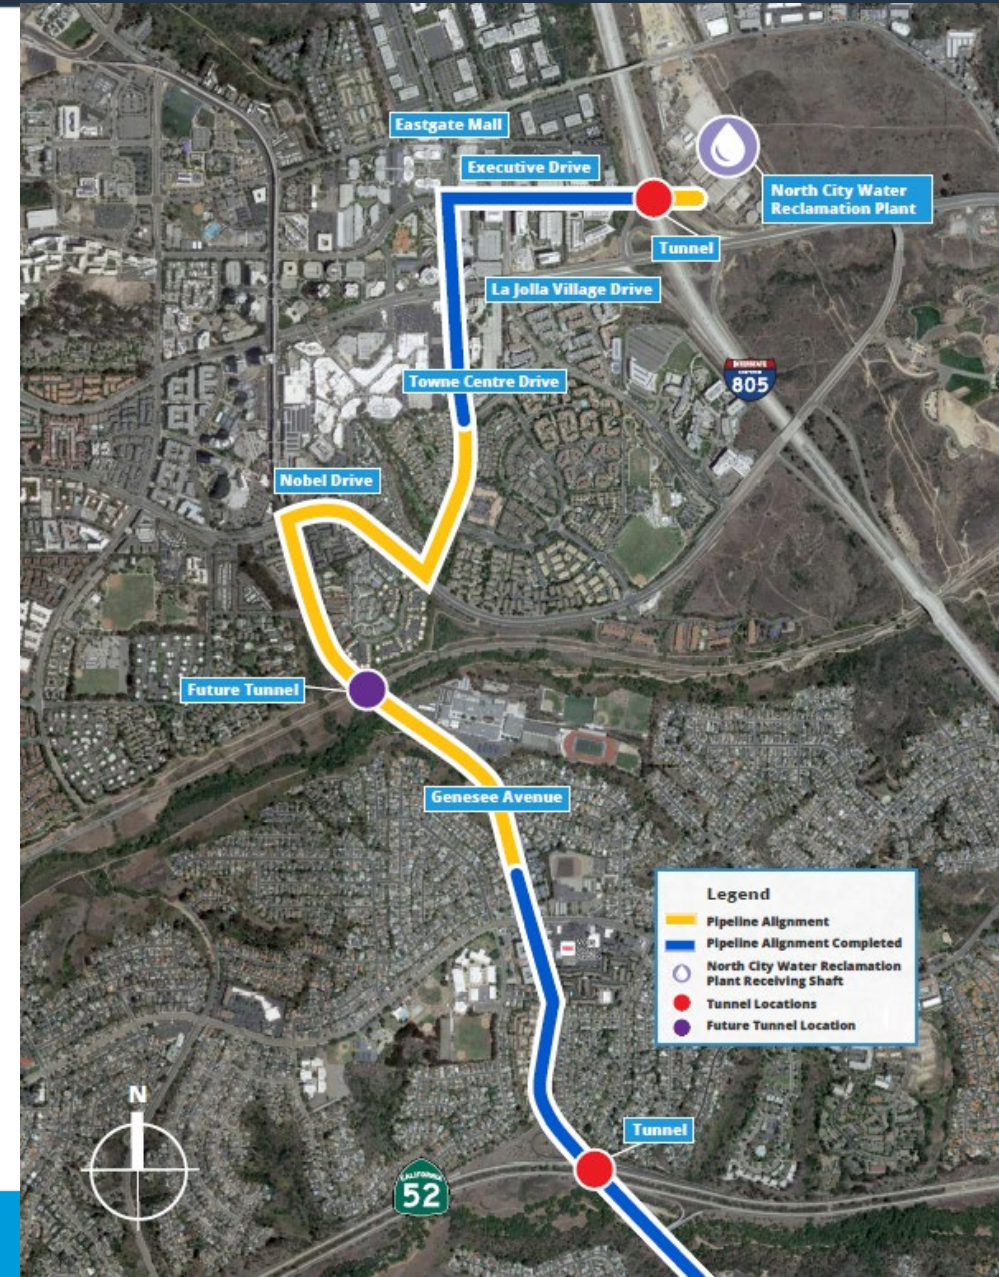 Eastgate Mall
Executive Drive
North City Water
Reclamation Plant
Tunnel
La Jolla Village Drive
Towne Centre Drive
INTERSTATE
805
Nobel Drive
Future Tunnel
Genesee Avenue
Legend
Pipeline Alignment
Pipeline Alignment Completed
North City Water Reclamation
Plant Receiving Shaft
Tunnel Locations
Future Tunnel Location
N
Tunnel
CALIFORNIA
52